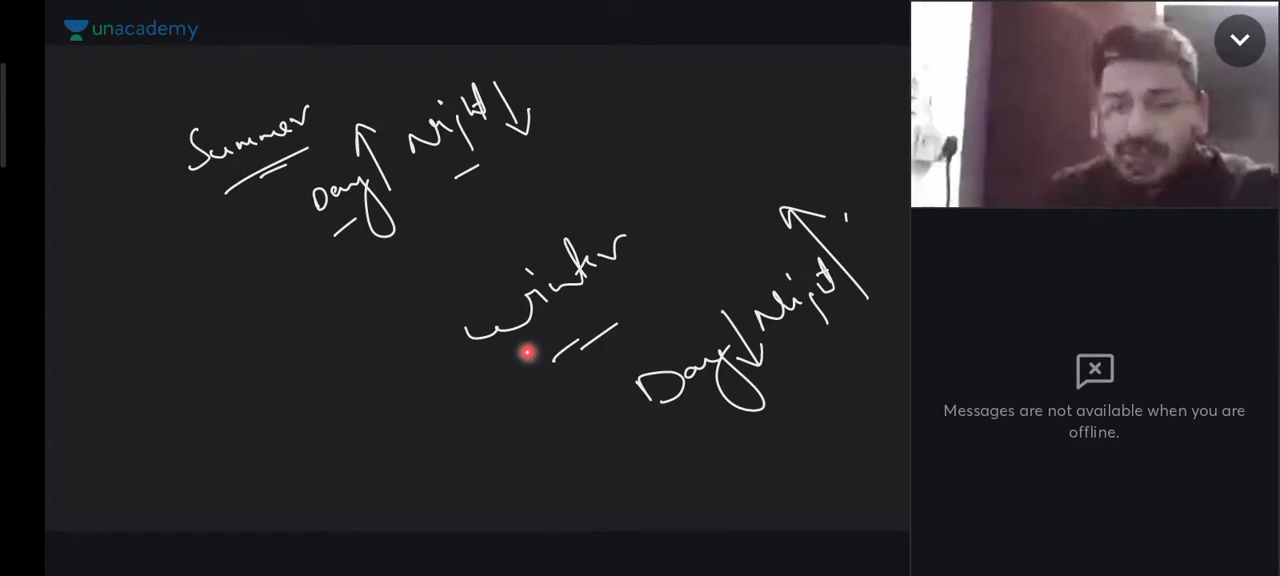 unacademy
Summer
Day↑ Night↓
Winter
Day↓ Night↑
Messages are not available when you are
offline.